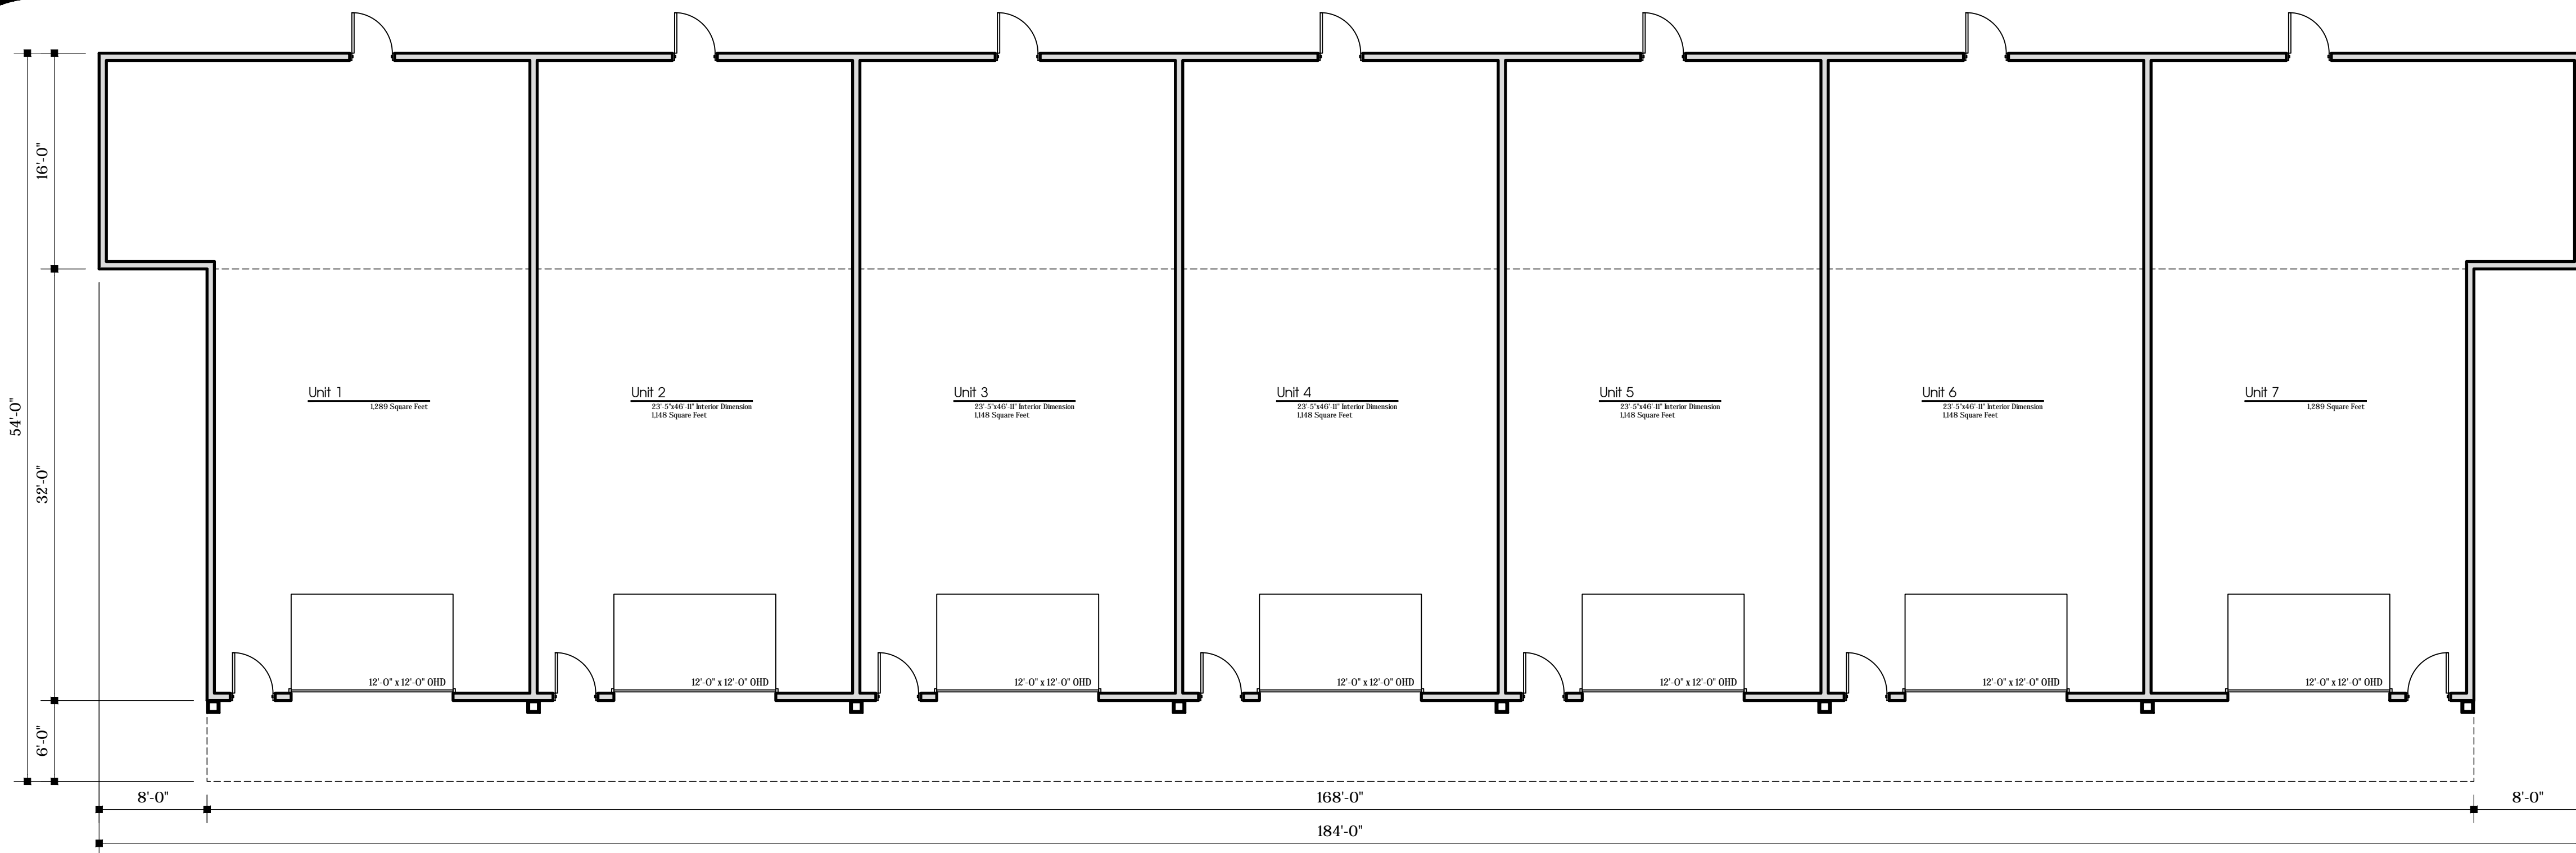 16'-0"
54'-0"
32'-0"
6'-0"
Unit 1
1,289 Square Feet
Unit 2
23'-5"x46'-11" Interior Dimension
1,148 Square Feet
Unit 3
23'-5"x46'-11" Interior Dimension
1,148 Square Feet
Unit 4
23'-5"x46'-11" Interior Dimension
1,148 Square Feet
Unit 5
23'-5"x46'-11" Interior Dimension
1,148 Square Feet
Unit 6
23'-5"x46'-11" Interior Dimension
1,148 Square Feet
Unit 7
1,289 Square Feet
12'-0" x 12'-0" OHD
12'-0" x 12'-0" OHD
12'-0" x 12'-0" OHD
12'-0" x 12'-0" OHD
12'-0" x 12'-0" OHD
12'-0" x 12'-0" OHD
12'-0" x 12'-0" OHD
8'-0"
168'-0"
8'-0"
184'-0"